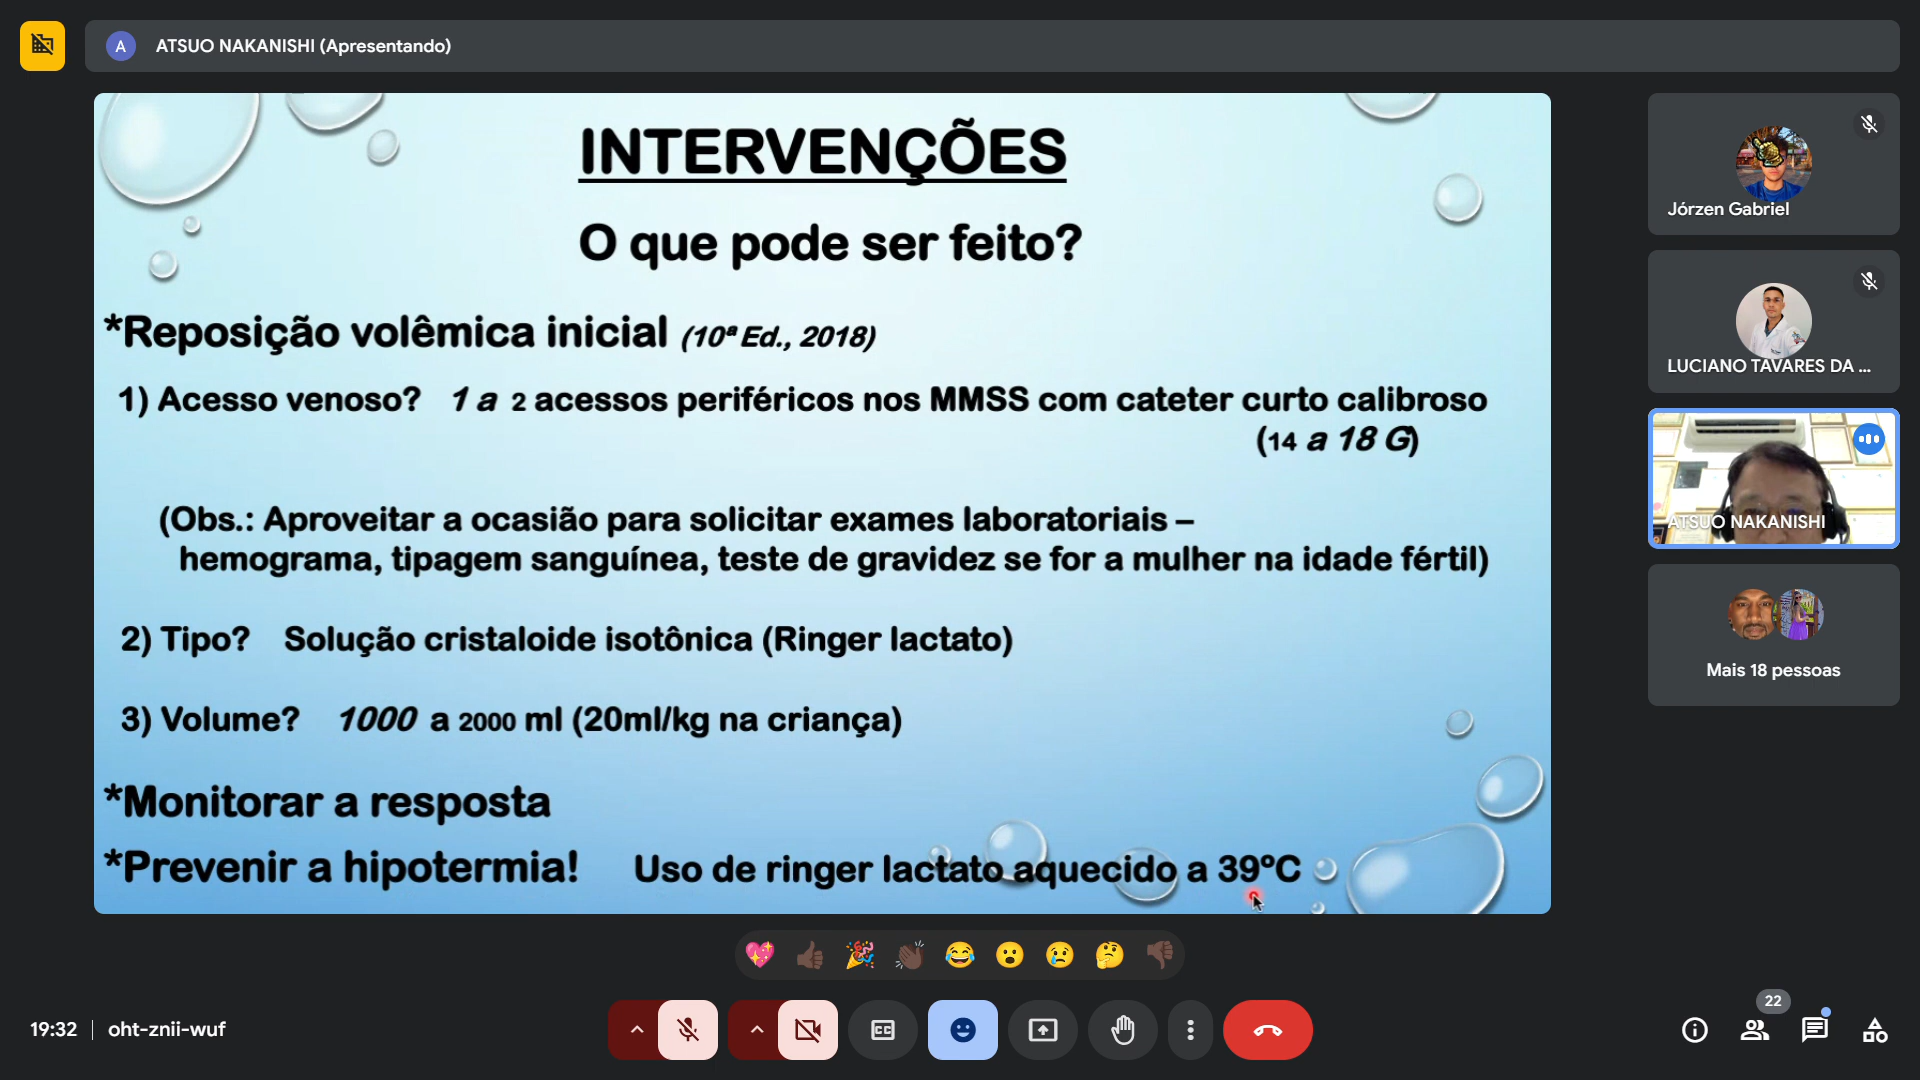 A ATSUO NAKANISHI (Apresentando)
INTERVENÇÕES
O que pode ser feito?
*Reposição volêmica inicial (10ª Ed., 2018)
1) Acesso venoso? 1 a 2 acessos periféricos nos MMSS com cateter curto calibroso
(14 a 18 G)
(Obs.: Aproveitar a ocasião para solicitar exames laboratoriais –
hemograma, tipagem sanguínea, teste de gravidez se for a mulher na idade fértil)
2) Tipo? Solução cristaloide isotônica (Ringer lactato)
3) Volume? 1000 a 2000 ml (20ml/kg na criança)
*Monitorar a resposta
*Prevenir a hipotermia! Uso de ringer lactato aquecido a 39ºC
Jórzen Gabriel
LUCIANO TAVARES DA ...
ATSUO NAKANISHI
Mais 18 pessoas
19:32 | oht-znii-wuf
CC
22